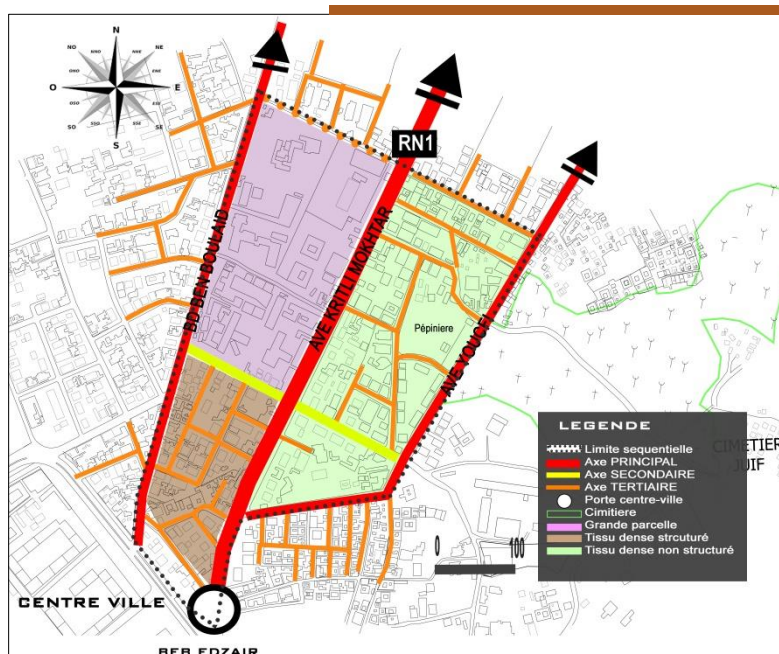 N
NNO
NNE
NO
NE
ONO
ENE
O
E
OSO
ESE
SO
SE
SSO
SSE
S
RN1
BD BEN BOULAID
AVE KRITLI MOKHTAR
AVE YOUCFI
Pépiniere
LEGENDE
Limite sequentielle
Axe PRINCIPAL
Axe SECONDAIRE
Axe TERTIAIRE
Porte centre-ville
Cimitiere
Grande parcelle
Tissu dense strcuturé
Tissu dense non structuré
CIMETIER
JUIF
0
100
CENTRE VILLE
BEB EDZAIR